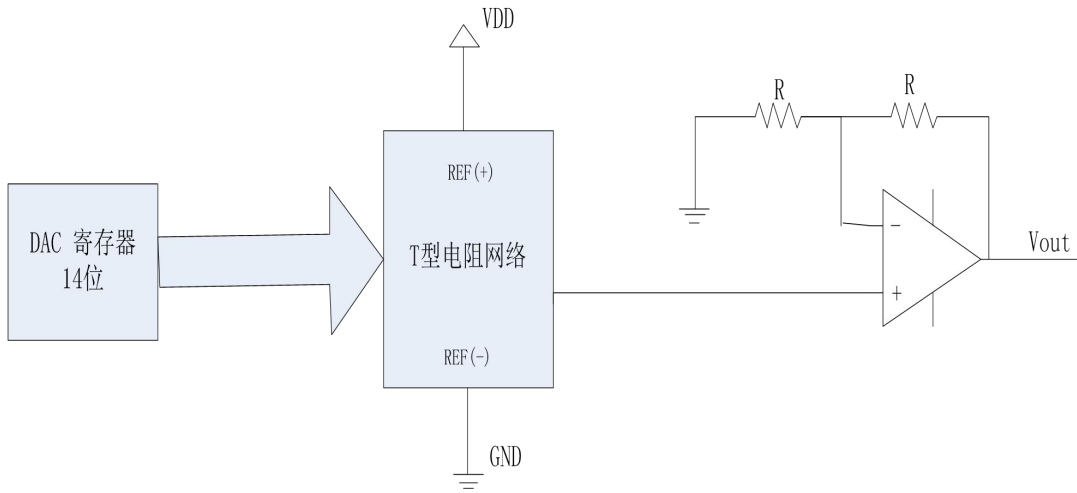 VDD
R
R
REF(+)
DAC 寄存器
14位
T型电阻网络
−
Vout
+
REF(-)
GND